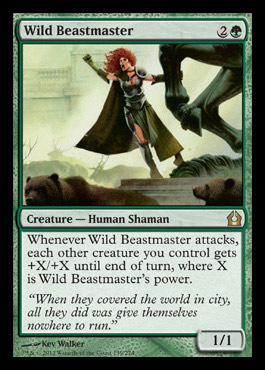 Wild Beastmaster 2
Creature — Human Shaman
Whenever Wild Beastmaster attacks,
each other creature you control gets
+X/+X until end of turn, where X
is Wild Beastmaster's power.
"When they covered the world in city,
all they did was give themselves
nowhere to run."
Kev Walker
1/1